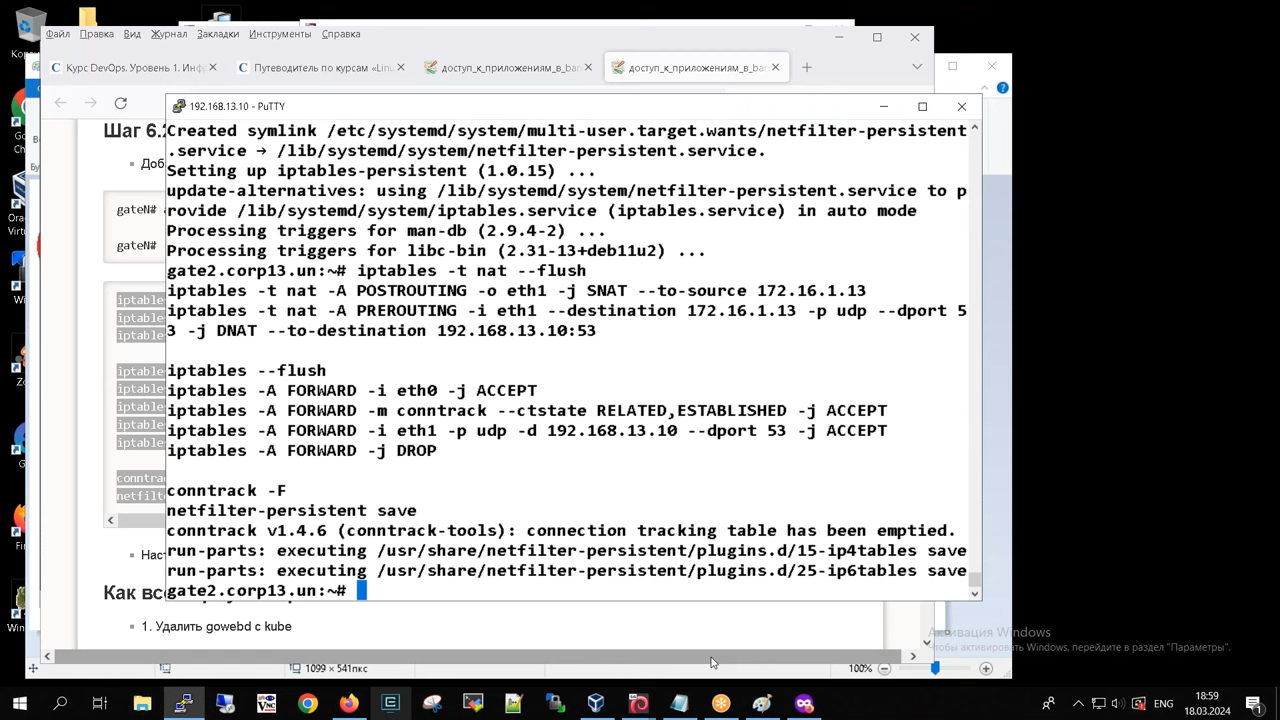 Файл Правка Вид Журнал Закладки Инструменты Справка
Курс DevOps. Уровень 1. Инфо
Путеводитель по курсам «Linu
доступ_к_приложениям_в_bar
доступ_к_приложениям_в_bar
192.168.13.10 - PuTTY
Шаг 6.2
Created symlink /etc/systemd/system/multi-user.target.wants/netfilter-persistent
.service → /lib/systemd/system/netfilter-persistent.service.
Setting up iptables-persistent (1.0.15) ...
update-alternatives: using /lib/systemd/system/netfilter-persistent.service to p
rovide /lib/systemd/system/iptables.service (iptables.service) in auto mode
Processing triggers for man-db (2.9.4-2) ...
Processing triggers for libc-bin (2.31-13+deb11u2) ...
gate2.corp13.un:~# iptables -t nat --flush
iptables -t nat -A POSTROUTING -o eth1 -j SNAT --to-source 172.16.1.13
iptables -t nat -A PREROUTING -i eth1 --destination 172.16.1.13 -p udp --dport 5
3 -j DNAT --to-destination 192.168.13.10:53
iptables --flush
iptables -A FORWARD -i eth0 -j ACCEPT
iptables -A FORWARD -m conntrack --ctstate RELATED,ESTABLISHED -j ACCEPT
iptables -A FORWARD -i eth1 -p udp -d 192.168.13.10 --dport 53 -j ACCEPT
iptables -A FORWARD -j DROP
conntrack -F
netfilter-persistent save
conntrack v1.4.6 (conntrack-tools): connection tracking table has been emptied.
run-parts: executing /usr/share/netfilter-persistent/plugins.d/15-ip4tables save
run-parts: executing /usr/share/netfilter-persistent/plugins.d/25-ip6tables save
gate2.corp13.un:~#
gateN#
gateN#
1. Удалить gowebd с kube
Активация Windows
Чтобы активировать Windows, перейдите в раздел "Параметры".
1099 × 541пкс
100%
ENG
18:59
18.03.2024